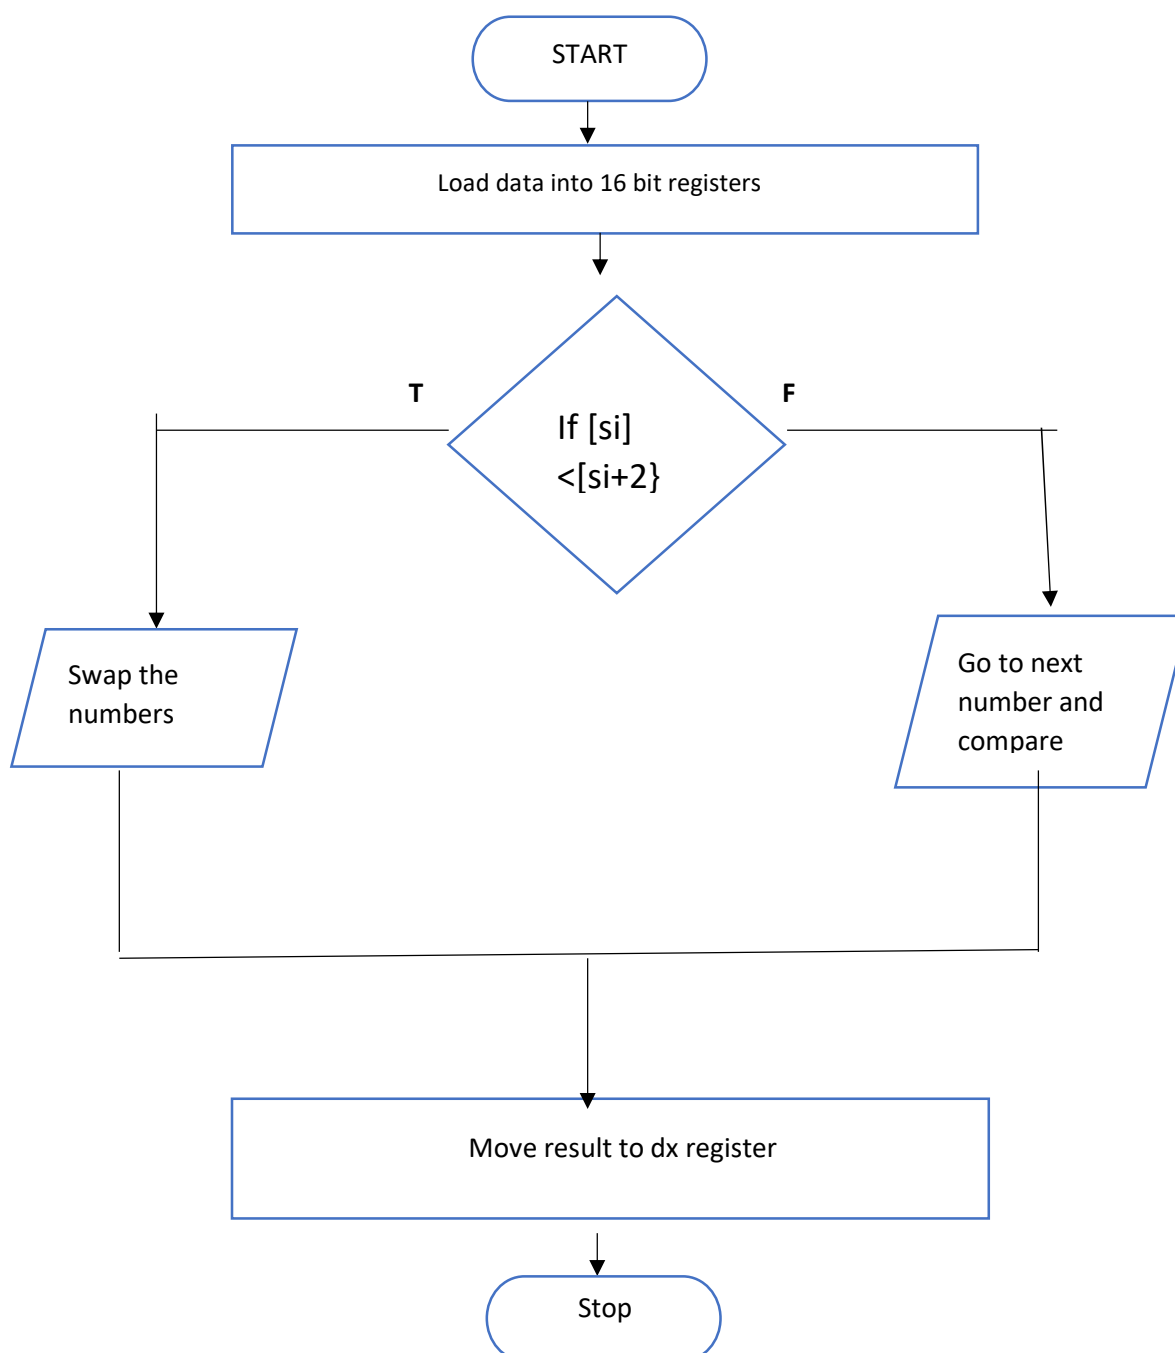 START
Load data into 16 bit registers
T
F
If [si]
<[si+2}
Swap the
numbers
Go to next
number and
compare
Move result to dx register
Stop